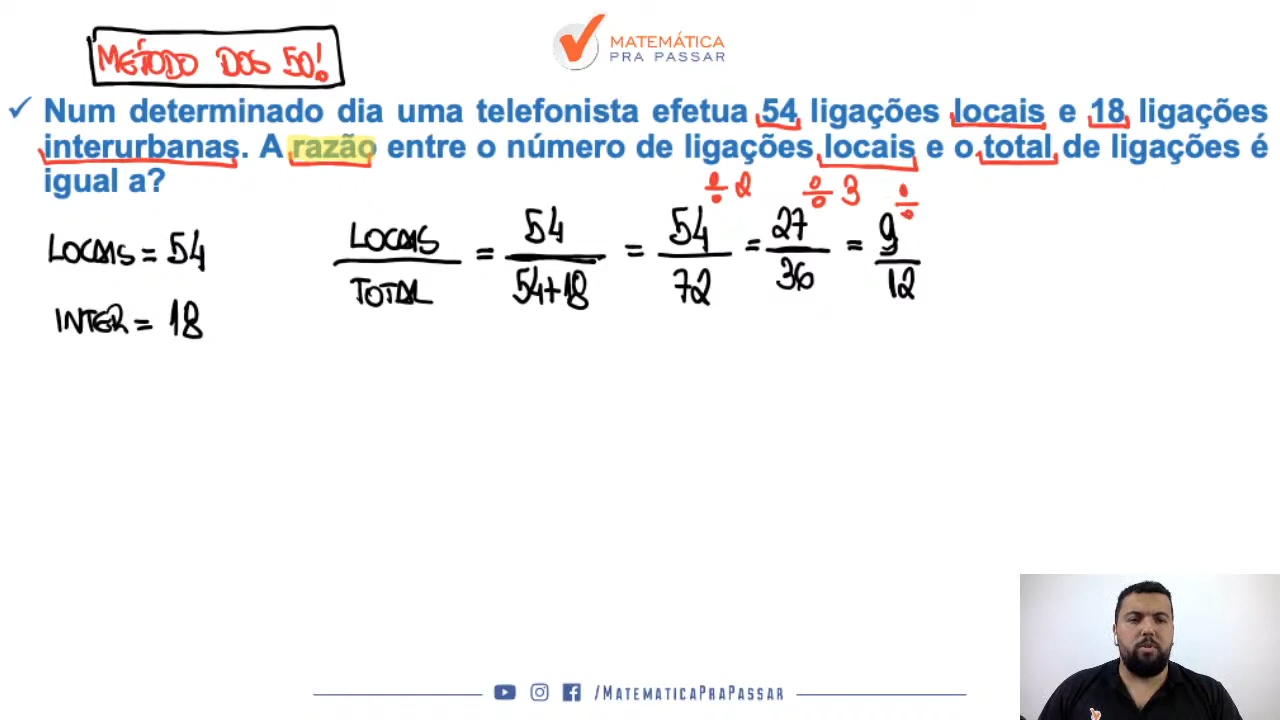 MÉTODO DOS 50!
MATEMÁTICA
PRA PASSAR
✓ Num determinado dia uma telefonista efetua 54 ligações locais e 18 ligações
interurbanas. A razão entre o número de ligações locais e o total de ligações é
igual a?
÷ 2 ÷ 3 ÷
LOCAIS = 54
LOCAIS / TOTAL = 54 / 54+18 = 54 / 72 = 27 / 36 = 9 / 12
INTER = 18
/MATEMATICAPRAPASSAR